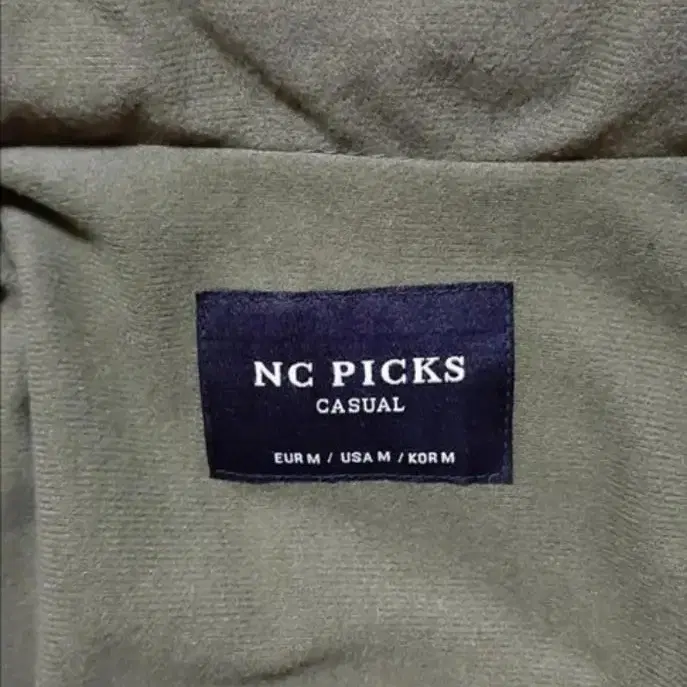 NC PICKS
CASUAL
EUR M / USA M / KOR M